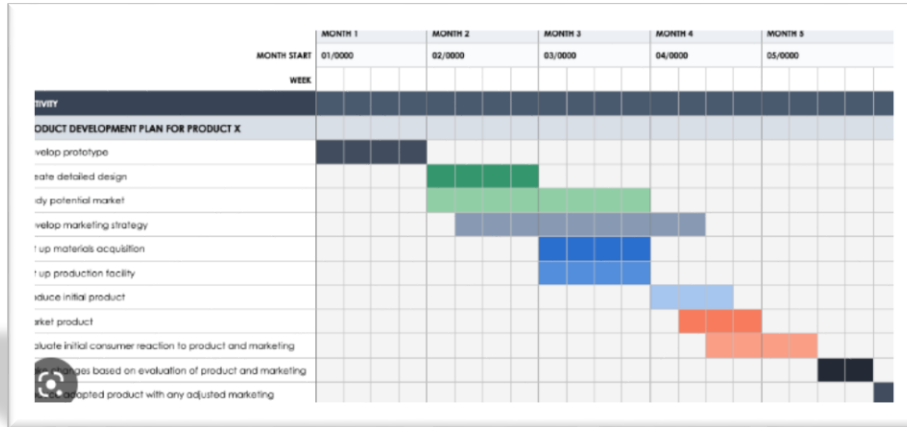 MONTH 1 MONTH 2 MONTH 3 MONTH 4 MONTH 5
MONTH START 01/0000 02/0000 03/0000 04/0000 05/0000
WEEK
TIVITY
ODUCT DEVELOPMENT PLAN FOR PRODUCT X
velop prototype
eate detailed design
dy potential market
velop marketing strategy
t up materials acquisition
t up production facility
duce initial product
arket product
aluate initial consumer reaction to product and marketing
changes based on evaluation of product and marketing
adapted product with any adjusted marketing